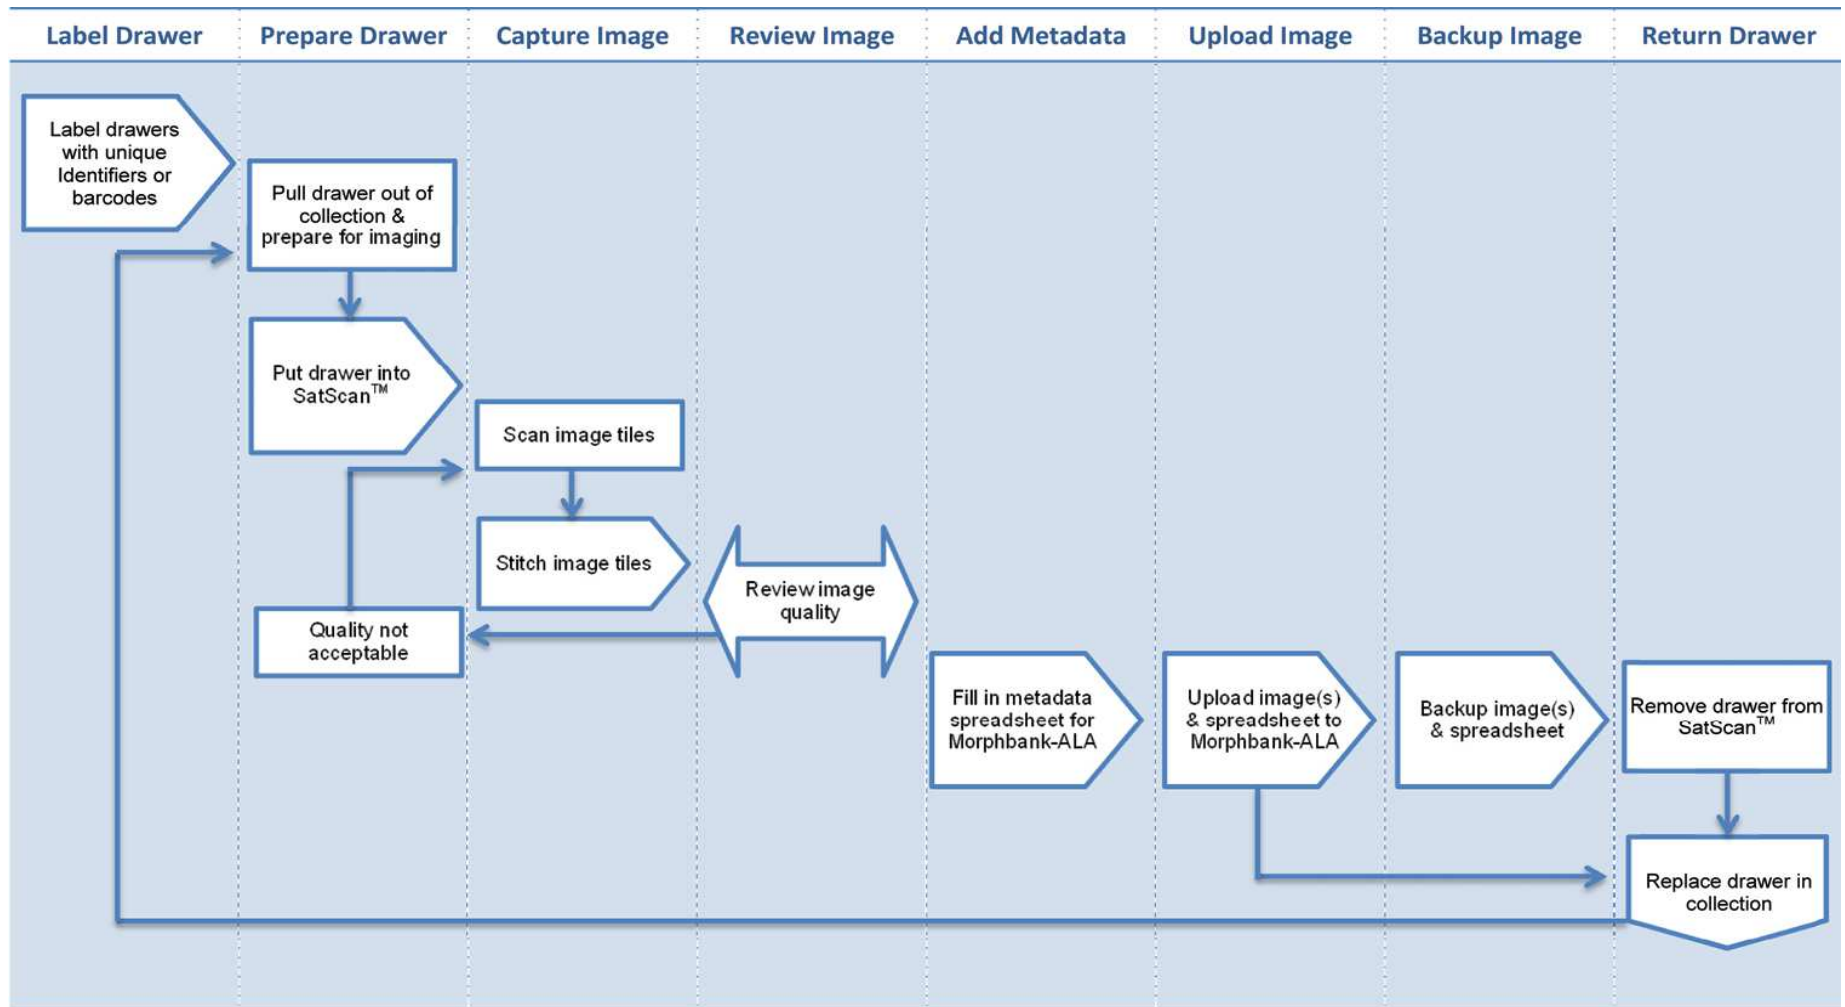 Label Drawer
Prepare Drawer
Capture Image
Review Image
Add Metadata
Upload Image
Backup Image
Return Drawer
Label drawers
with unique
Identifiers or
barcodes
Pull drawer out of
collection &
prepare for imaging
Put drawer into
SatScan™
Scan image tiles
Stitch image tiles
Review image
quality
Quality not
acceptable
Fill in metadata
spreadsheet for
Morphbank-ALA
Upload image(s)
& spreadsheet to
Morphbank-ALA
Backup image(s)
& spreadsheet
Remove drawer from
SatScan™
Replace drawer in
collection